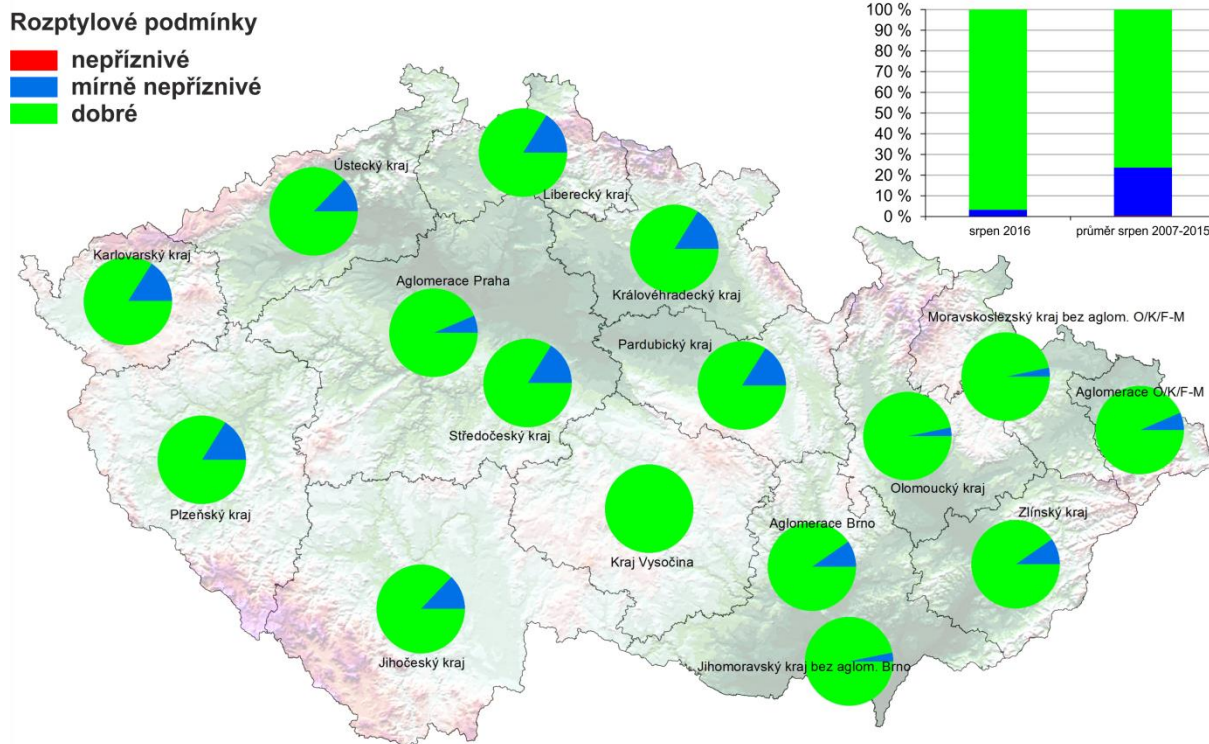 Rozptylové podmínky
nepříznivé
mírně nepříznivé
dobré
100 %
90 %
80 %
70 %
60 %
50 %
40 %
30 %
20 %
10 %
0 %
srpen 2016
průměr srpen 2007-2015
Ústecký kraj
Liberecký kraj
Karlovarský kraj
Aglomerace Praha
Královéhradecký kraj
Moravskoslezský kraj bez aglom. O/K/F-M
Pardubický kraj
Aglomerace O/K/F-M
Středočeský kraj
Olomoucký kraj
Plzeňský kraj
Zlínský kraj
Aglomerace Brno
Kraj Vysočina
Jihočeský kraj
Jihomoravský kraj bez aglom. Brno